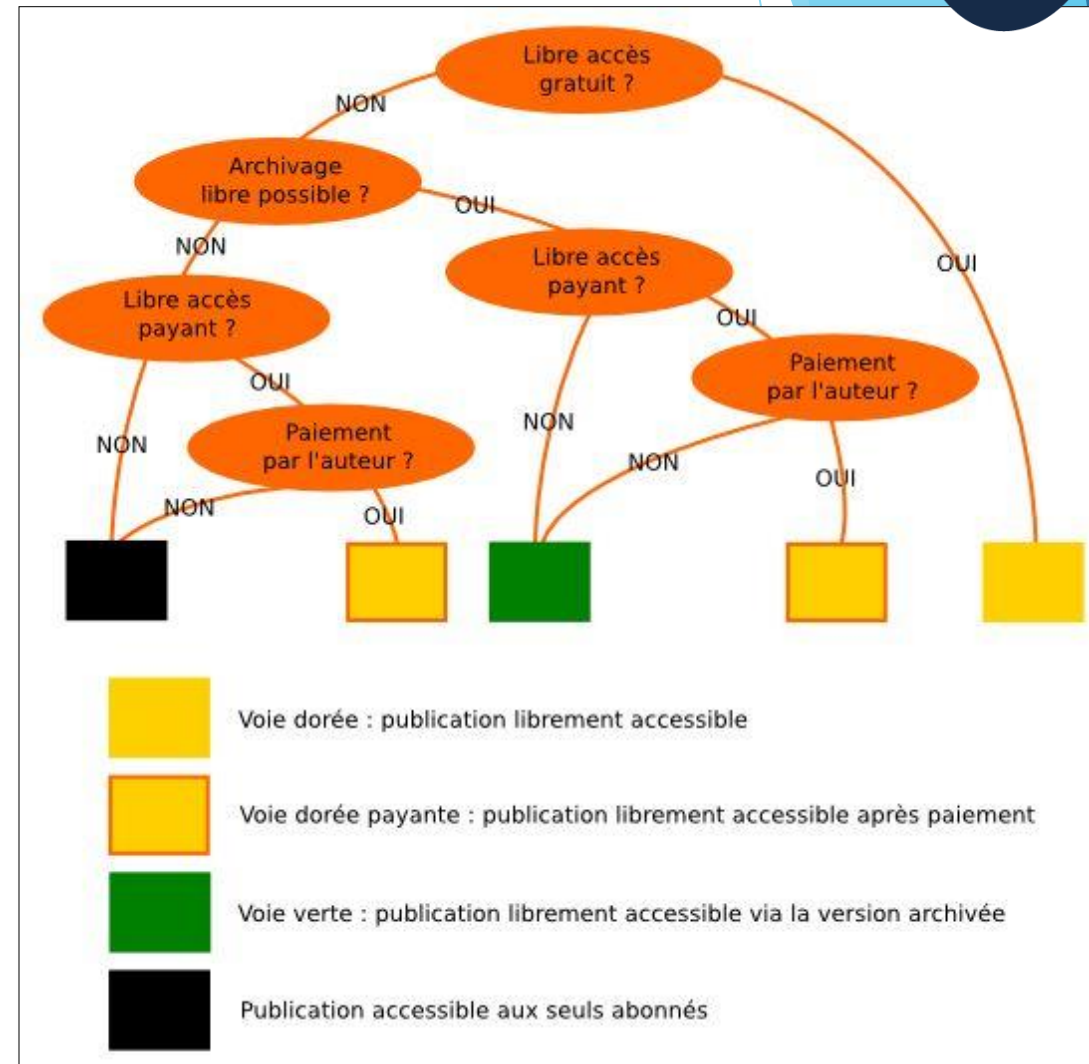 Libre accès
gratuit ?
NON
Archivage
libre possible ?
OUI
NON
Libre accès
payant ?
OUI
Libre accès
payant ?
OUI
Paiement
par l'auteur ?
OUI
NON
Paiement
par l'auteur ?
NON
NON
OUI
NON
OUI
Voie dorée : publication librement accessible
Voie dorée payante : publication librement accessible après paiement
Voie verte : publication librement accessible via la version archivée
Publication accessible aux seuls abonnés